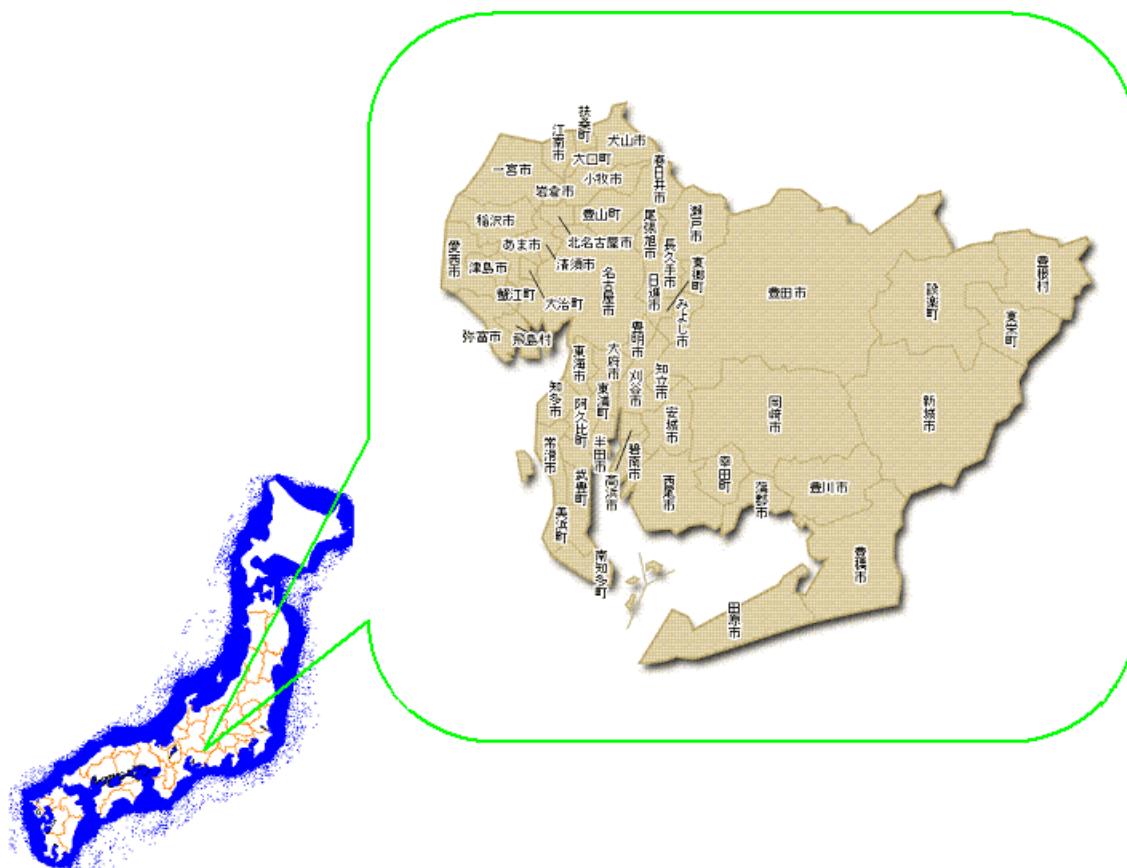 扶桑町
江南市
犬山市
大口町
春日井市
一宮市
小牧市
岩倉市
稲沢市
豊山町
瀬戸市
尾張旭市
北名古屋市
あま市
長久手市
愛西市
清須市
東郷町
豊根村
津島市
名古屋市
日進市
豊田市
設楽町
蟹江町
大治町
みよし市
東栄町
弥富市
飛島村
豊明市
東海市
大府市
刈谷市
知立市
知多市
東浦町
阿久比町
安城市
岡崎市
新城市
常滑市
半田市
碧南市
武豊町
高浜市
西尾市
幸田町
蒲郡市
豊川市
美浜町
南知多町
豊橋市
田原市